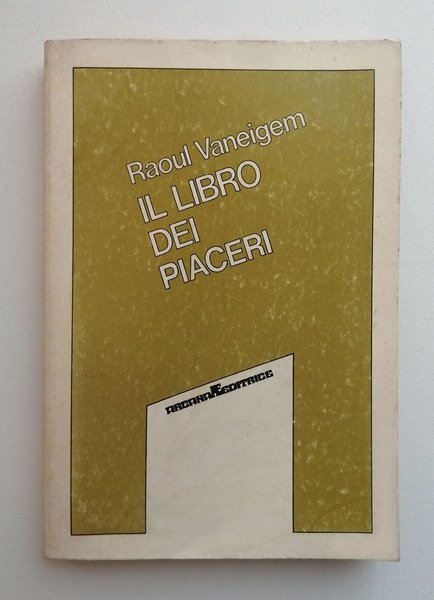 Raoul Vaneigem
IL LIBRO
DEI
PIACERI
ARCANA EDITRICE